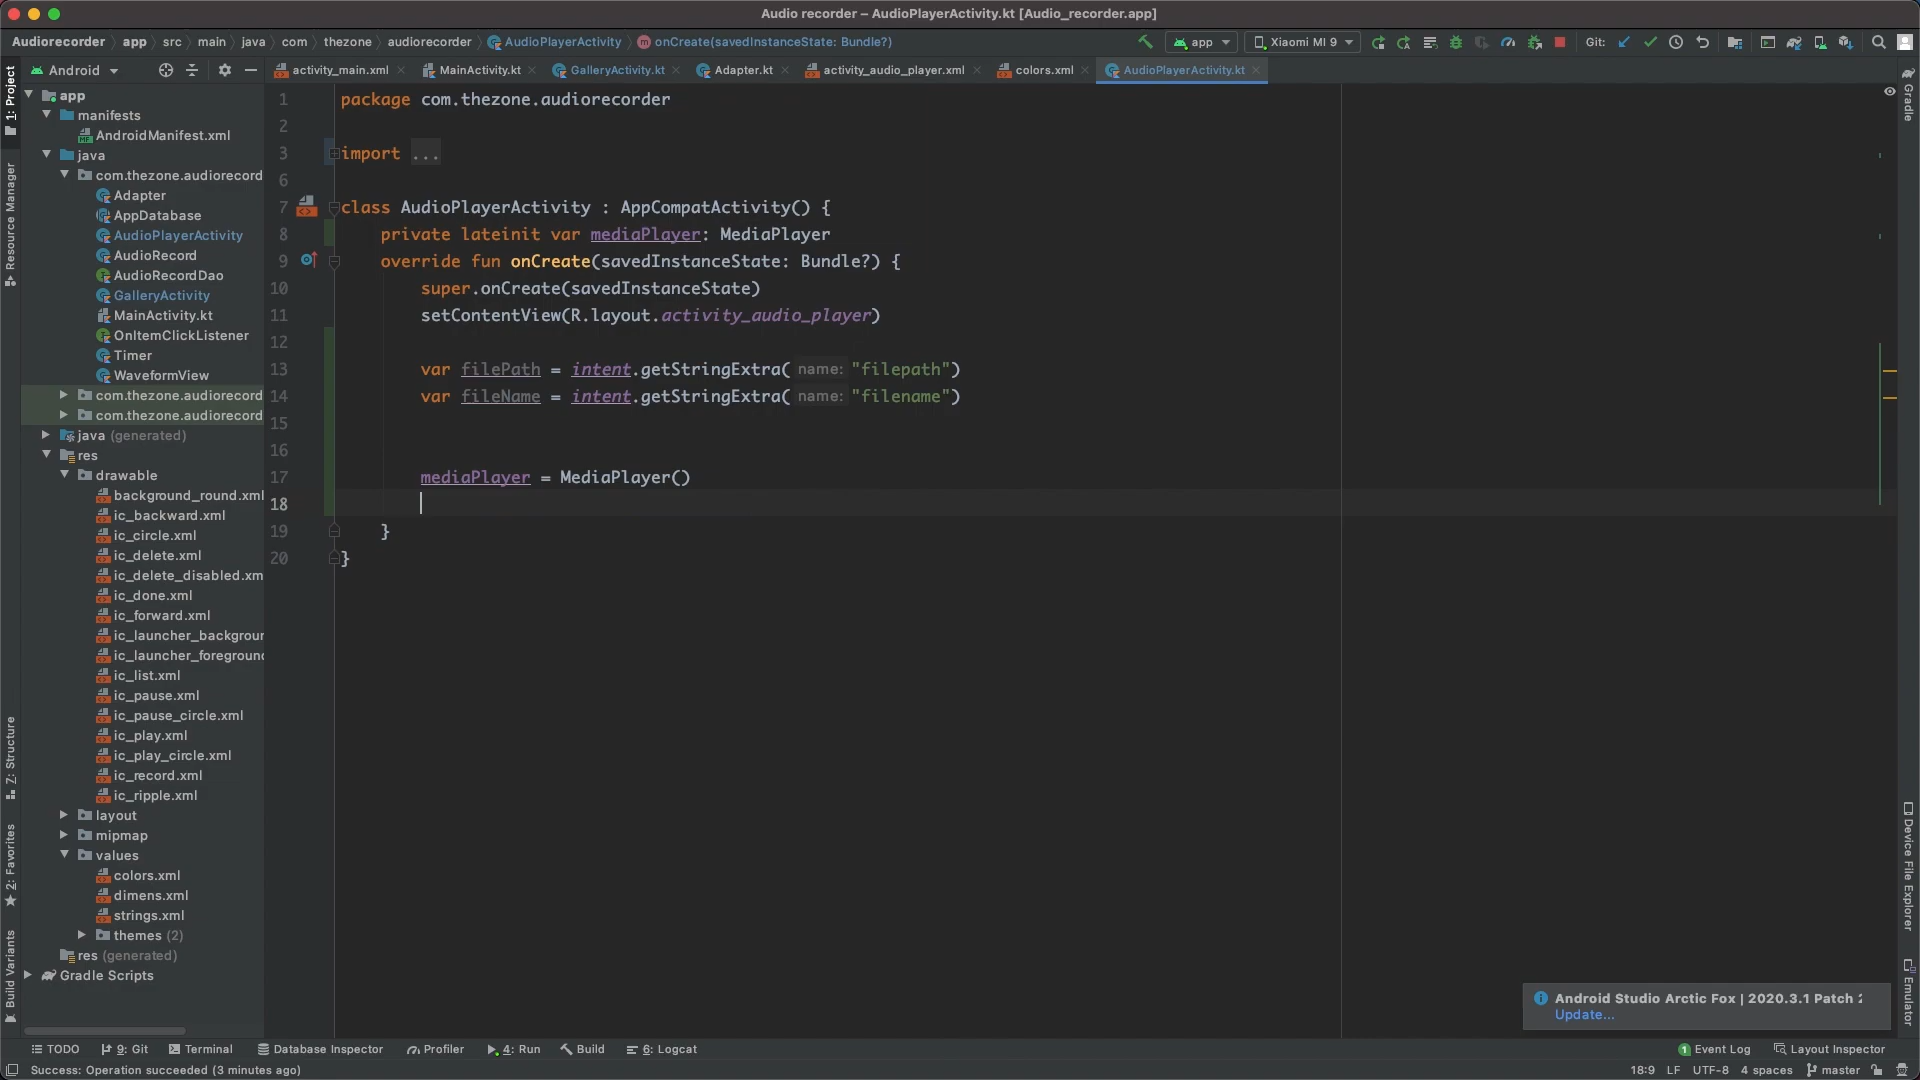 Audio recorder – AudioPlayerActivity.kt [Audio_recorder.app]
Audiorecorder app src main java com thezone audiorecorder AudioPlayerActivity onCreate(savedInstanceState: Bundle?) app Xiaomi MI 9 Git:
Android
activity_main.xml MainActivity.kt GalleryActivity.kt Adapter.kt activity_audio_player.xml colors.xml AudioPlayerActivity.kt
1: Project
Resource Manager
7: Structure
2: Favorites
Build Variants
app
manifests
AndroidManifest.xml
java
com.thezone.audiorecord
Adapter
AppDatabase
AudioPlayerActivity
AudioRecord
AudioRecordDao
GalleryActivity
MainActivity.kt
OnItemClickListener
Timer
WaveformView
com.thezone.audiorecord
com.thezone.audiorecord
java (generated)
res
drawable
background_round.xml
ic_backward.xml
ic_circle.xml
ic_delete.xml
ic_delete_disabled.xm
ic_done.xml
ic_forward.xml
ic_launcher_backgroun
ic_launcher_foreground
ic_list.xml
ic_pause.xml
ic_pause_circle.xml
ic_play.xml
ic_play_circle.xml
ic_record.xml
ic_ripple.xml
layout
mipmap
values
colors.xml
dimens.xml
strings.xml
themes (2)
res (generated)
Gradle Scripts
1 package com.thezone.audiorecorder
2
3 import ...
6
7 class AudioPlayerActivity : AppCompatActivity() {
8 private lateinit var mediaPlayer: MediaPlayer
9 override fun onCreate(savedInstanceState: Bundle?) {
10 super.onCreate(savedInstanceState)
11 setContentView(R.layout.activity_audio_player)
12
13 var filePath = intent.getStringExtra( name: "filepath")
14 var fileName = intent.getStringExtra( name: "filename")
15
16
17 mediaPlayer = MediaPlayer()
18
19 }
20 }
Gradle
Device File Explorer
Emulator
Android Studio Arctic Fox | 2020.3.1 Patch 2
Update...
TODO 9: Git Terminal Database Inspector Profiler 4: Run Build 6: Logcat 1 Event Log Layout Inspector
Success: Operation succeeded (3 minutes ago) 18:9 LF UTF-8 4 spaces master